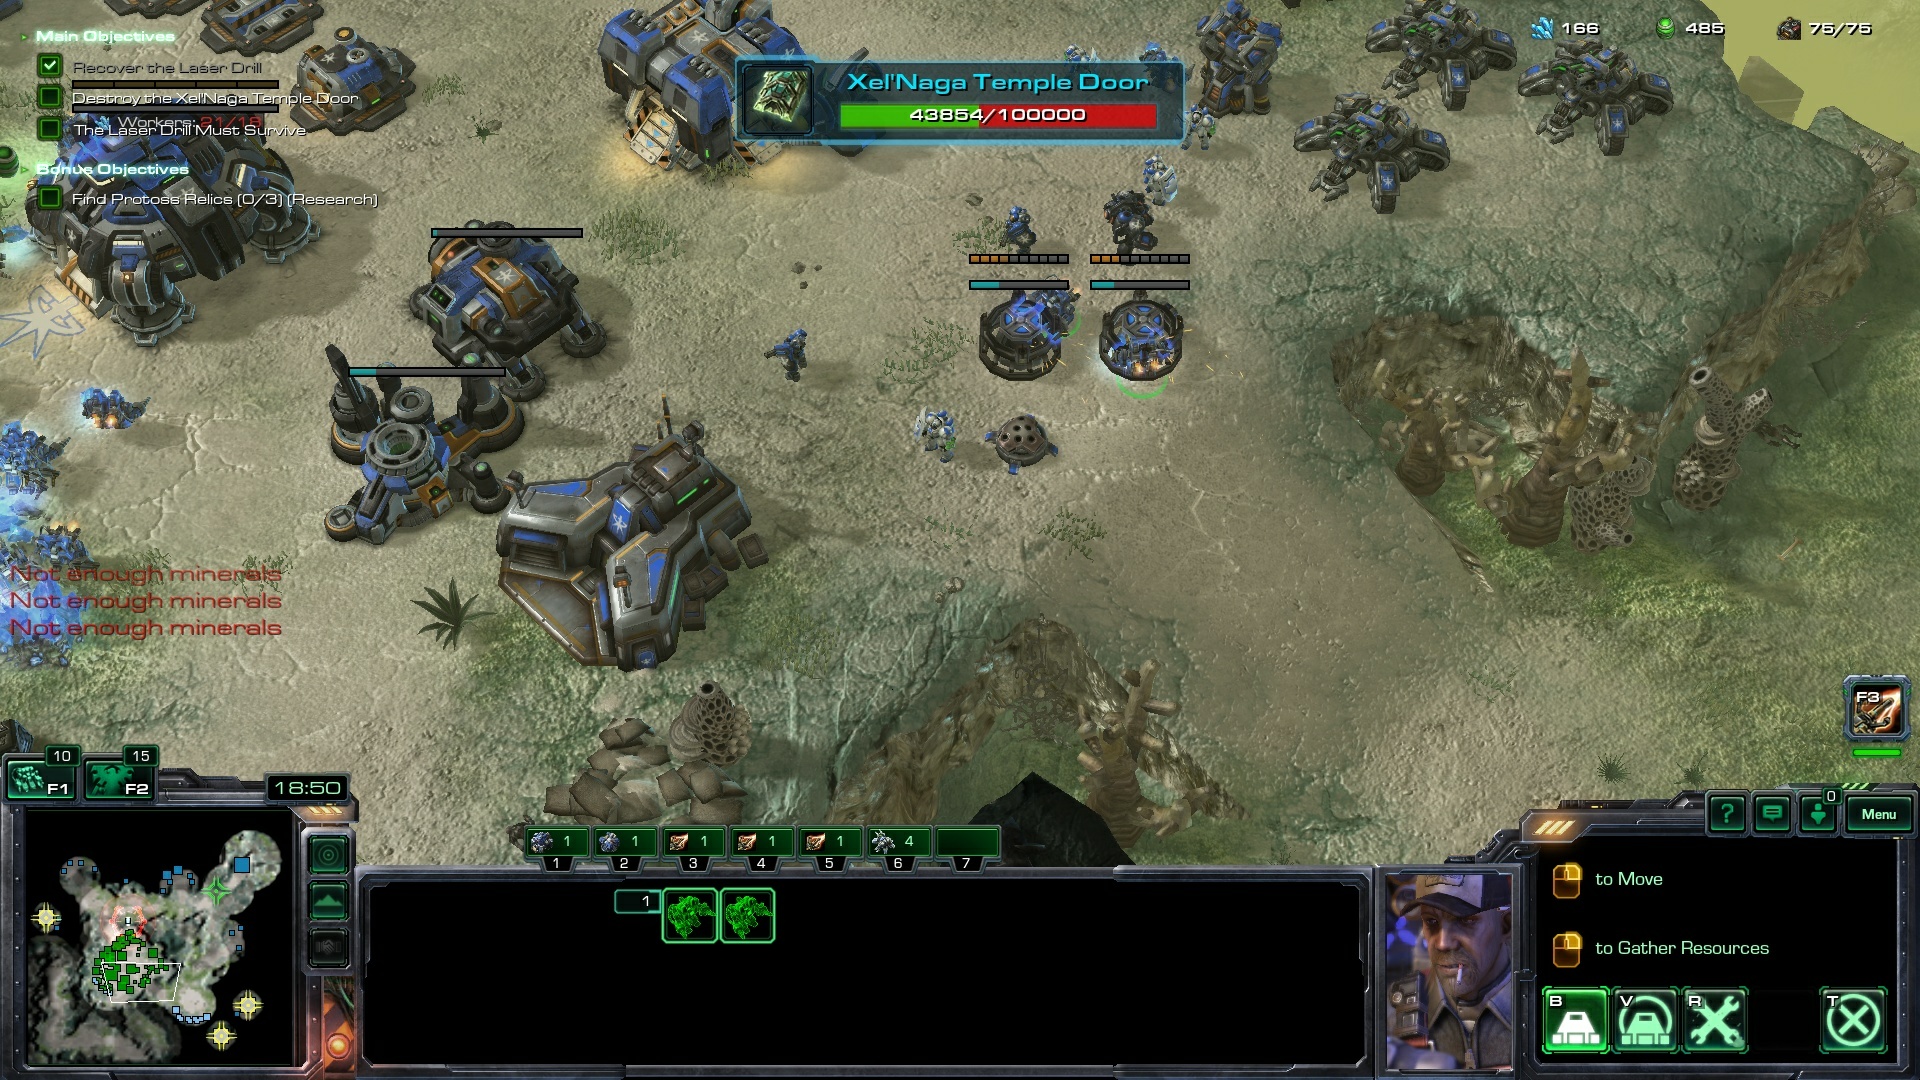 Main Objectives
Recover the Laser Drill
Destroy the Xel'Naga Temple Door
Workers: 21/18
The Laser Drill Must Survive
Bonus Objectives
Find Protoss Relics (0/3) (Research)
Xel'Naga Temple Door
43854/100000
166
485
75/75
Not enough minerals
Not enough minerals
Not enough minerals
F3
10
15
F1
F2
18:50
1
1
1
1
1
4
1
2
3
4
5
6
7
1
?
0
Menu
to Move
to Gather Resources
B
V
R
T